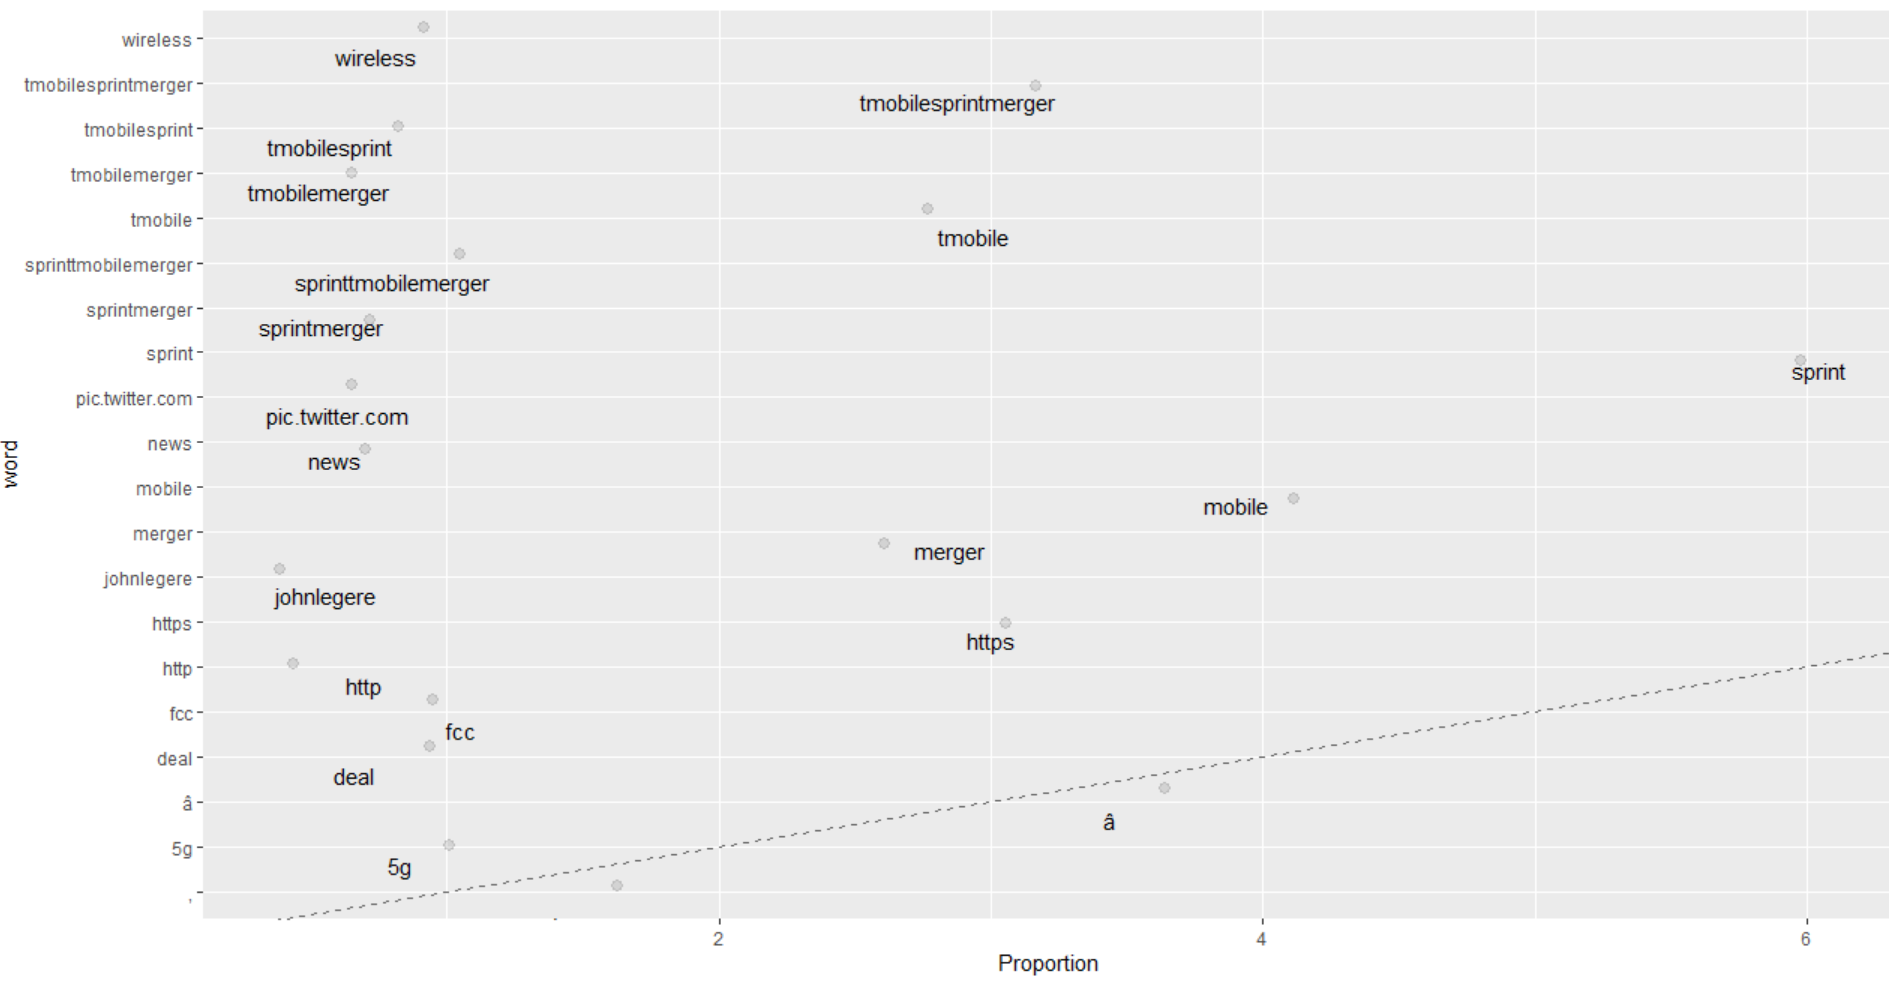 wireless
wireless
tmobilesprintmerger
tmobilesprintmerger
tmobilesprint
tmobilesprint
tmobilemerger
tmobilemerger
tmobile
tmobile
sprinttmobilemerger
sprinttmobilemerger
sprintmerger
sprintmerger
sprint
sprint
pic.twitter.com
pic.twitter.com
news
news
word
mobile
mobile
merger
merger
johnlegere
johnlegere
https
https
http
http
fcc
fcc
deal
deal
â
â
5g
5g
,
2
4
6
Proportion